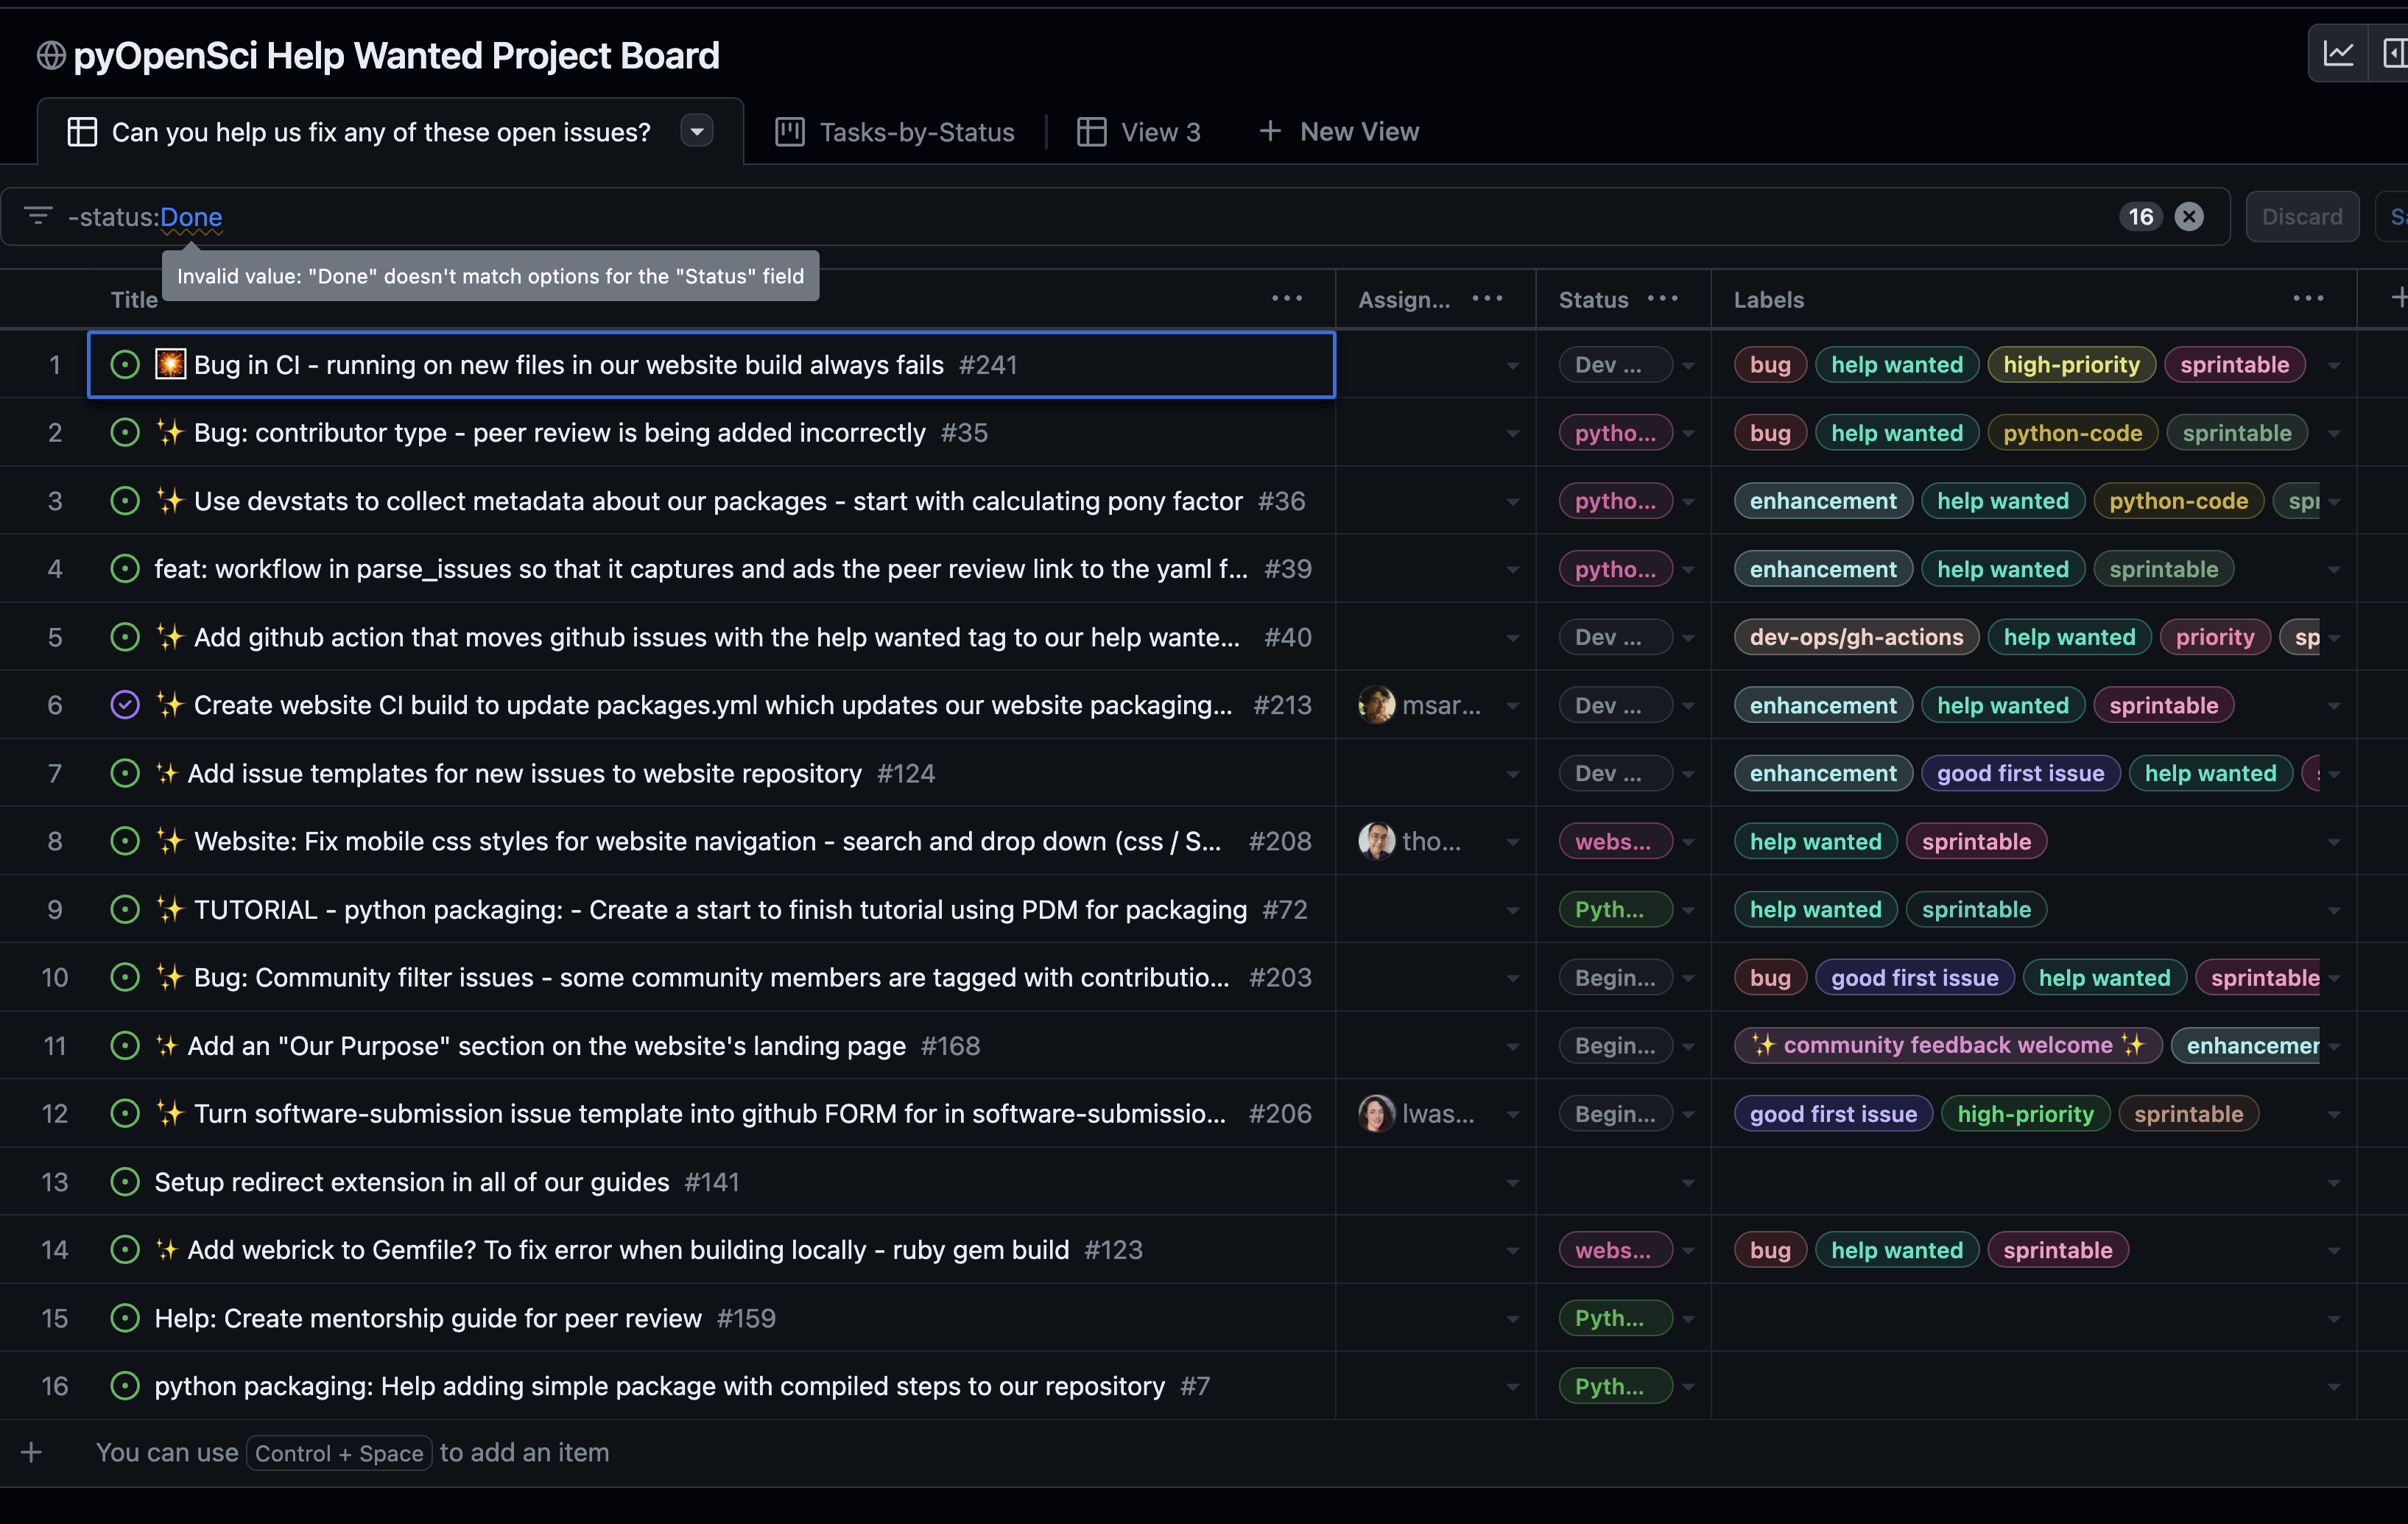 pyOpenSci Help Wanted Project Board
Can you help us fix any of these open issues? Tasks-by-Status View 3 + New View
-status:Done 16 Discard
Invalid value: "Done" doesn't match options for the "Status" field
Title ... Assign... ... Status ... Labels ... +
1 Bug in CI - running on new files in our website build always fails #241 Dev ... bug help wanted high-priority sprintable
2 ✨ Bug: contributor type - peer review is being added incorrectly #35 pytho... bug help wanted python-code sprintable
3 ✨ Use devstats to collect metadata about our packages - start with calculating pony factor #36 pytho... enhancement help wanted python-code spr
4 feat: workflow in parse_issues so that it captures and ads the peer review link to the yaml f... #39 pytho... enhancement help wanted sprintable
5 ✨ Add github action that moves github issues with the help wanted tag to our help wante... #40 Dev ... dev-ops/gh-actions help wanted priority sp
6 ✨ Create website CI build to update packages.yml which updates our website packaging... #213 msar... Dev ... enhancement help wanted sprintable
7 ✨ Add issue templates for new issues to website repository #124 Dev ... enhancement good first issue help wanted
8 ✨ Website: Fix mobile css styles for website navigation - search and drop down (css / S... #208 tho... webs... help wanted sprintable
9 ✨ TUTORIAL - python packaging: - Create a start to finish tutorial using PDM for packaging #72 Pyth... help wanted sprintable
10 ✨ Bug: Community filter issues - some community members are tagged with contributio... #203 Begin... bug good first issue help wanted sprintable
11 ✨ Add an "Our Purpose" section on the website's landing page #168 Begin... ✨ community feedback welcome ✨ enhancemen
12 ✨ Turn software-submission issue template into github FORM for in software-submissio... #206 lwas... Begin... good first issue high-priority sprintable
13 Setup redirect extension in all of our guides #141
14 ✨ Add webrick to Gemfile? To fix error when building locally - ruby gem build #123 webs... bug help wanted sprintable
15 Help: Create mentorship guide for peer review #159 Pyth...
16 python packaging: Help adding simple package with compiled steps to our repository #7 Pyth...
+ You can use Control + Space to add an item